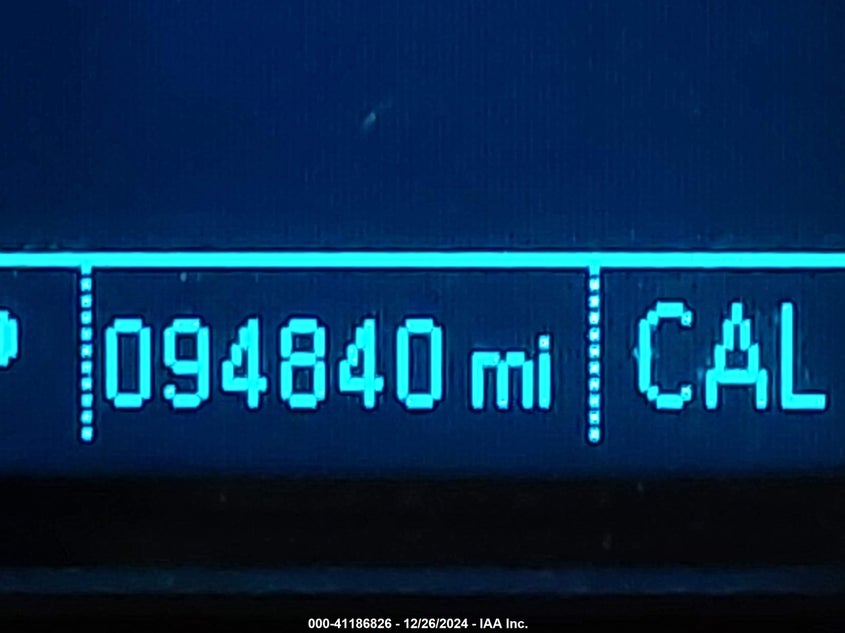 094840 mi CAL
000-41186826 - 12/26/2024 - IAA Inc.